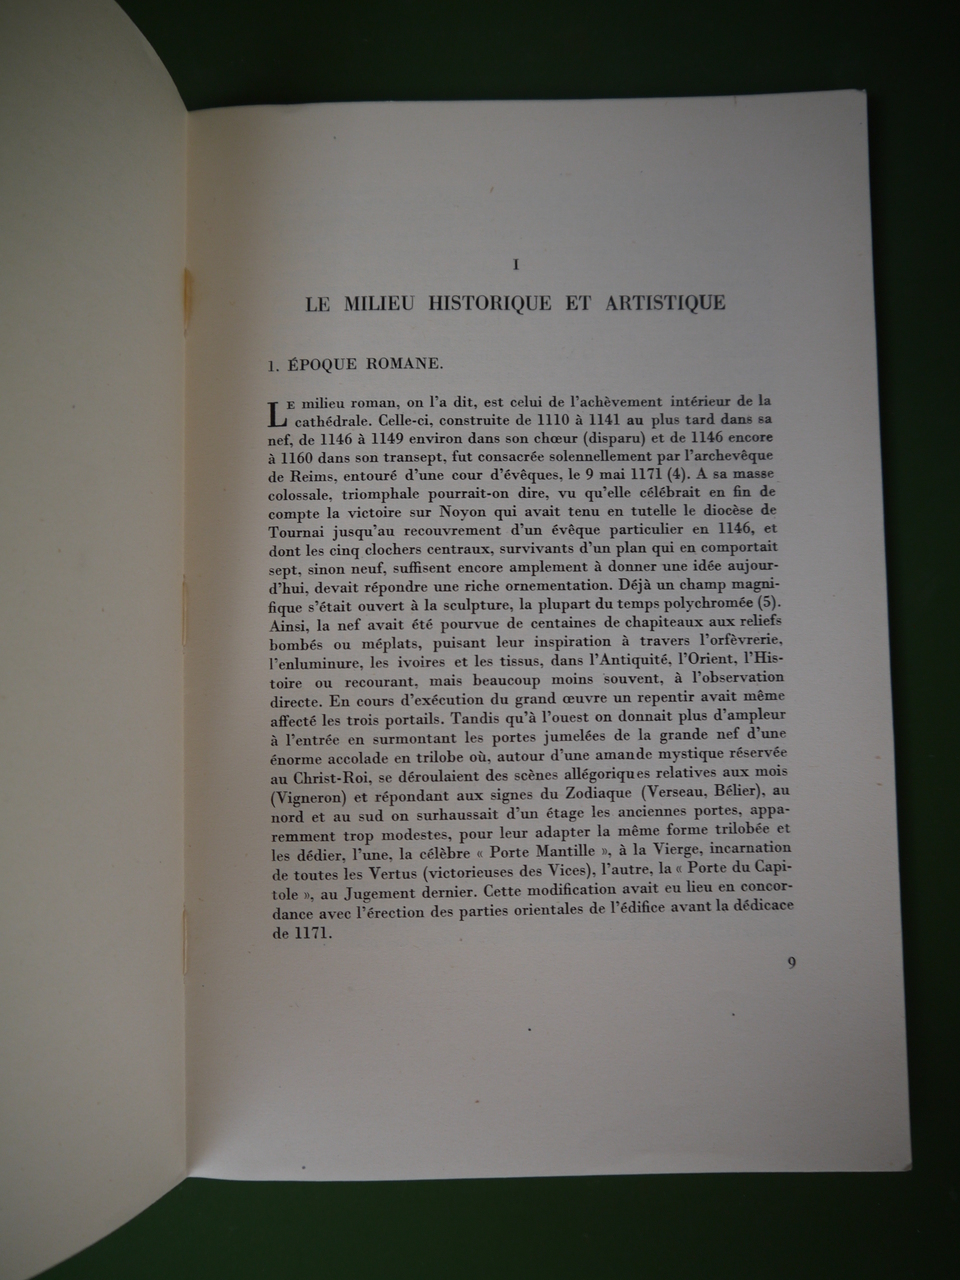 I
LE MILIEU HISTORIQUE ET ARTISTIQUE
1. ÉPOQUE ROMANE.
LE milieu roman, on l'a dit, est celui de l'achèvement intérieur de la
cathédrale. Celle-ci, construite de 1110 à 1141 au plus tard dans sa
nef, de 1146 à 1149 environ dans son chœur (disparu) et de 1146 encore
à 1160 dans son transept, fut consacrée solennellement par l'archevêque
de Reims, entouré d'une cour d'évêques, le 9 mai 1171 (4). A sa masse
colossale, triomphale pourrait-on dire, vu qu'elle célébrait en fin de
compte la victoire sur Noyon qui avait tenu en tutelle le diocèse de
Tournai jusqu'au recouvrement d'un évêque particulier en 1146, et
dont les cinq clochers centraux, survivants d'un plan qui en comportait
sept, sinon neuf, suffisent encore amplement à donner une idée aujour-
d'hui, devait répondre une riche ornementation. Déjà un champ magni-
fique s'était ouvert à la sculpture, la plupart du temps polychromée (5).
Ainsi, la nef avait été pourvue de centaines de chapiteaux aux reliefs
bombés ou méplats, puisant leur inspiration à travers l'orfèvrerie,
l'enluminure, les ivoires et les tissus, dans l'Antiquité, l'Orient, l'His-
toire ou recourant, mais beaucoup moins souvent, à l'observation
directe. En cours d'exécution du grand œuvre un repentir avait même
affecté les trois portails. Tandis qu'à l'ouest on donnait plus d'ampleur
à l'entrée en surmontant les portes jumelées de la grande nef d'une
énorme accolade en trilobe où, autour d'une amande mystique réservée
au Christ-Roi, se déroulaient des scènes allégoriques relatives aux mois
(Vigneron) et répondant aux signes du Zodiaque (Verseau, Bélier), au
nord et au sud on surhaussait d'un étage les anciennes portes, appa-
remment trop modestes, pour leur adapter la même forme trilobée et
les dédier, l'une, la célèbre « Porte Mantille », à la Vierge, incarnation
de toutes les Vertus (victorieuses des Vices), l'autre, la « Porte du Capi-
tole », au Jugement dernier. Cette modification avait eu lieu en concor-
dance avec l'érection des parties orientales de l'édifice avant la dédicace
de 1171.
9